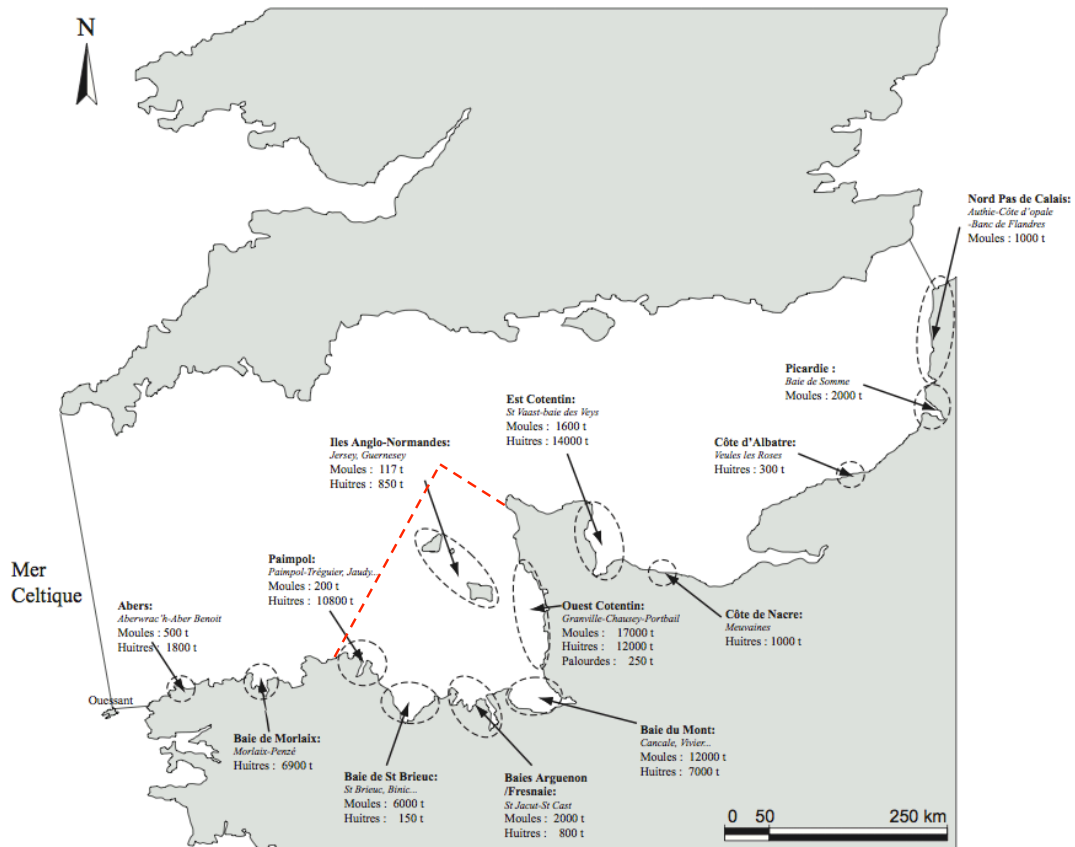 N
Nord Pas de Calais:
Authie-Côte d'opale
-Banc de Flandres
Moules : 1000 t
Picardie :
Baie de Somme
Moules : 2000 t
Est Cotentin:
St Vaast-baie des Veys
Moules : 1600 t
Huitres : 14000 t
Côte d'Albatre:
Veules les Roses
Huitres : 300 t
Iles Anglo-Normandes:
Jersey, Guernesey
Moules : 117 t
Huitres : 850 t
Paimpol:
Paimpol-Tréguier, Jaudy...
Moules : 200 t
Huitres : 10800 t
Mer
Celtique
Abers:
Aberwrac'h-Aber Benoit
Moules : 500 t
Huitres : 1800 t
Ouest Cotentin:
Granville-Chausey-Portbail
Moules : 17000 t
Huitres : 12000 t
Palourdes : 250 t
Côte de Nacre:
Meuvaines
Huitres : 1000 t
Ouessant
Baie de Morlaix:
Morlaix-Penzé
Huitres : 6900 t
Baie du Mont:
Cancale, Vivier...
Moules : 12000 t
Huitres : 7000 t
Baie de St Brieuc:
St Brieuc, Binic...
Moules : 6000 t
Huitres : 150 t
Baies Arguenon
/Fresnaie:
St Jacut-St Cast
Moules : 2000 t
Huitres : 800 t
0 50 250 km